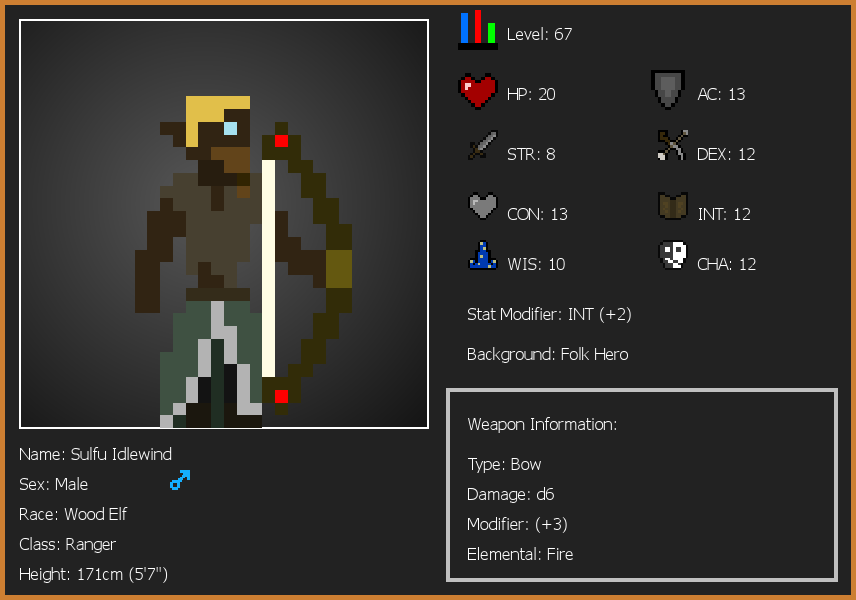 Level: 67
HP: 20
AC: 13
STR: 8
DEX: 12
CON: 13
INT: 12
WIS: 10
CHA: 12
Stat Modifier: INT (+2)
Background: Folk Hero
Weapon Information:
Type: Bow
Damage: d6
Modifier: (+3)
Elemental: Fire
Name: Sulfu Idlewind
Sex: Male
Race: Wood Elf
Class: Ranger
Height: 171cm (5'7")